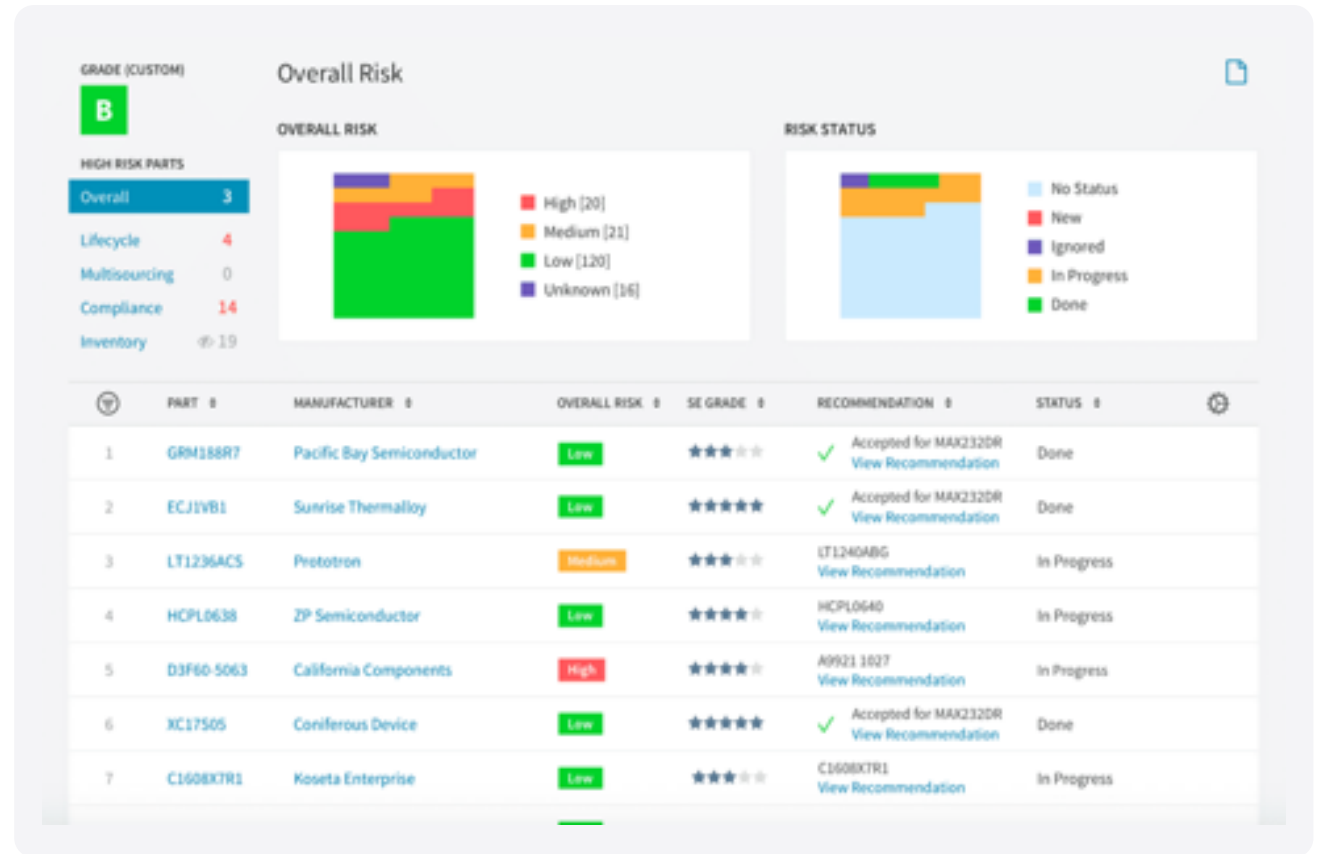 GRADE (CUSTOM)
B
HIGH RISK PARTS
Overall 3
Lifecycle 4
Multisourcing 0
Compliance 14
Inventory 19
Overall Risk
OVERALL RISK
High [20]
Medium [21]
Low [120]
Unknown [16]
RISK STATUS
No Status
New
Ignored
In Progress
Done
PART MANUFACTURER OVERALL RISK SE GRADE RECOMMENDATION STATUS
1 GRM188R7 Pacific Bay Semiconductor Low Accepted for MAX232DR Done
View Recommendation
2 ECJ1VB1 Sunrise Thermalloy Low Accepted for MAX232DR Done
View Recommendation
3 LT1236ACS Prototron Medium LT1240ABG In Progress
View Recommendation
4 HCPL0638 ZP Semiconductor Low HCPL0640 In Progress
View Recommendation
5 D3F60-5063 California Components High A9921 1027 In Progress
View Recommendation
6 XC17S05 Coniferous Device Low Accepted for MAX232DR Done
View Recommendation
7 C1608X7R1 Koseta Enterprise Low C1608X7R1 In Progress
View Recommendation